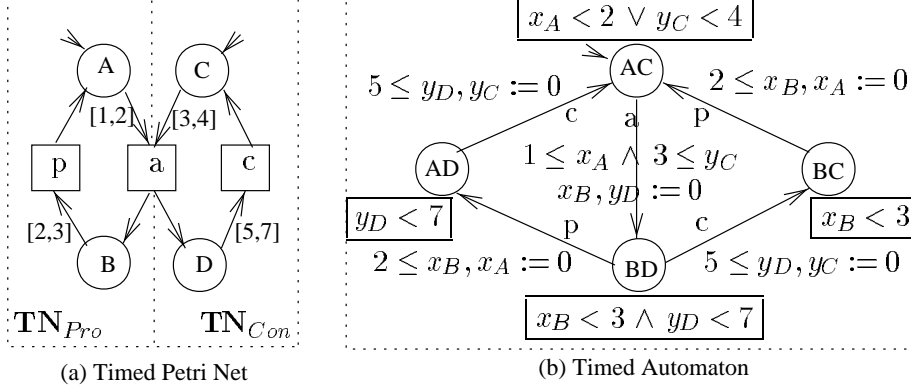 A
C
[1,2]
[3,4]
p
a
c
[2,3]
[5,7]
B
D
TN_Pro
TN_Con
(a) Timed Petri Net
x_A < 2 ∨ y_C < 4
AC
5 ≤ y_D, y_C := 0
2 ≤ x_B, x_A := 0
c
a
p
1 ≤ x_A ∧ 3 ≤ y_C
x_B, y_D := 0
AD
BC
y_D < 7
x_B < 3
p
c
2 ≤ x_B, x_A := 0
BD
5 ≤ y_D, y_C := 0
x_B < 3 ∧ y_D < 7
(b) Timed Automaton